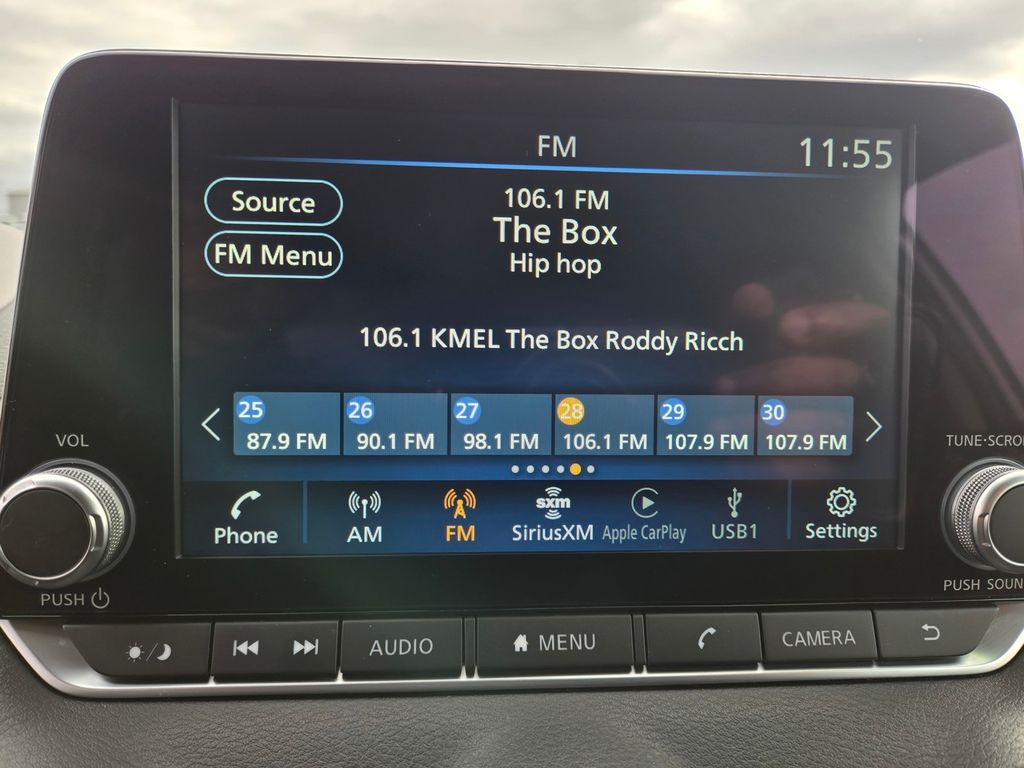 FM
11:55
Source
106.1 FM
The Box
FM Menu
Hip hop
106.1 KMEL The Box Roddy Ricch
25 26 27 28 29 30
87.9 FM 90.1 FM 98.1 FM 106.1 FM 107.9 FM 107.9 FM
VOL
TUNE·SCRO
sxm
Phone AM FM SiriusXM Apple CarPlay USB1 Settings
PUSH
PUSH SOUN
AUDIO MENU CAMERA